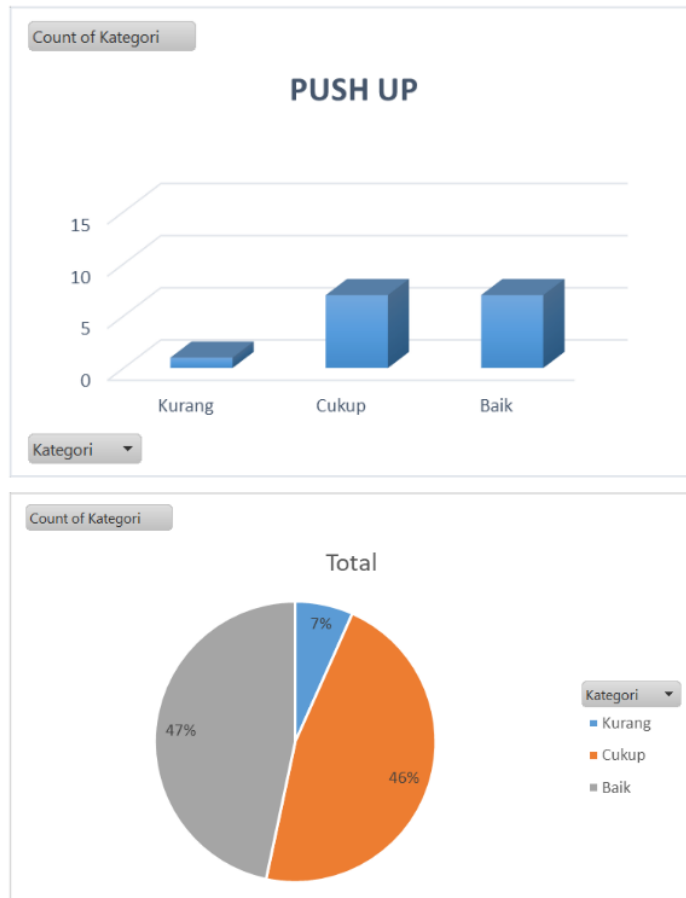 Count of Kategori
PUSH UP
15
10
5
0
Kurang Cukup Baik
Kategori
Count of Kategori
Total
7%
47%
46%
Kategori
Kurang
Cukup
Baik